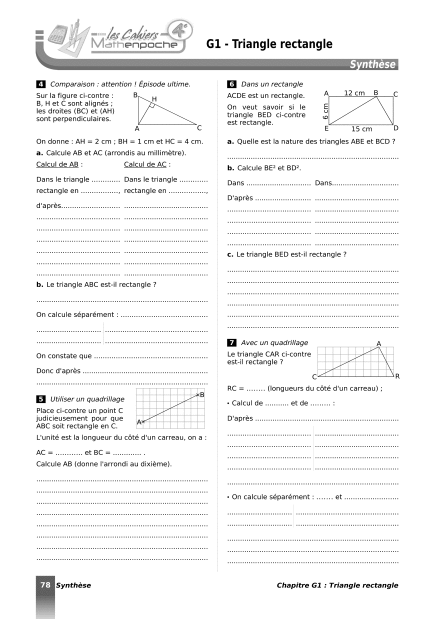 les Cahiers
Mathenpoche
4e
G1 - Triangle rectangle
Synthèse
4 Comparaison : attention ! Épisode ultime.
Sur la figure ci-contre :
B, H et C sont alignés ;
les droites (BC) et (AH)
sont perpendiculaires.
B
H
A
C
On donne : AH = 2 cm ; BH = 1 cm et HC = 4 cm.
a. Calcule AB et AC (arrondis au millimètre).
Calcul de AB : Calcul de AC :
Dans le triangle ............. Dans le triangle .............
rectangle en ................., rectangle en .................,
d'après........................
b. Le triangle ABC est-il rectangle ?
On calcule séparément : ....................................
On constate que ..............................................
Donc d'après ...................................................
5 Utiliser un quadrillage
Place ci-contre un point C
judicieusement pour que
ABC soit rectangle en C.
B
A
L'unité est la longueur du côté d'un carreau, on a :
AC = ............. et BC = ............. .
Calcule AB (donne l'arrondi au dixième).
6 Dans un rectangle
ACDE est un rectangle.
On veut savoir si le
triangle BED ci-contre
est rectangle.
A 12 cm B C
6 cm
E 15 cm D
a. Quelle est la nature des triangles ABE et BCD ?
b. Calcule BE² et BD².
Dans ........................... Dans...........................
D'après ........................
c. Le triangle BED est-il rectangle ?
7 Avec un quadrillage
Le triangle CAR ci-contre
est-il rectangle ?
A
C
R
RC = ........ (longueurs du côté d'un carreau) ;
• Calcul de .......... et de ......... :
D'après ...........................................................
• On calcule séparément : ....... et ......................
78 Synthèse
Chapitre G1 : Triangle rectangle